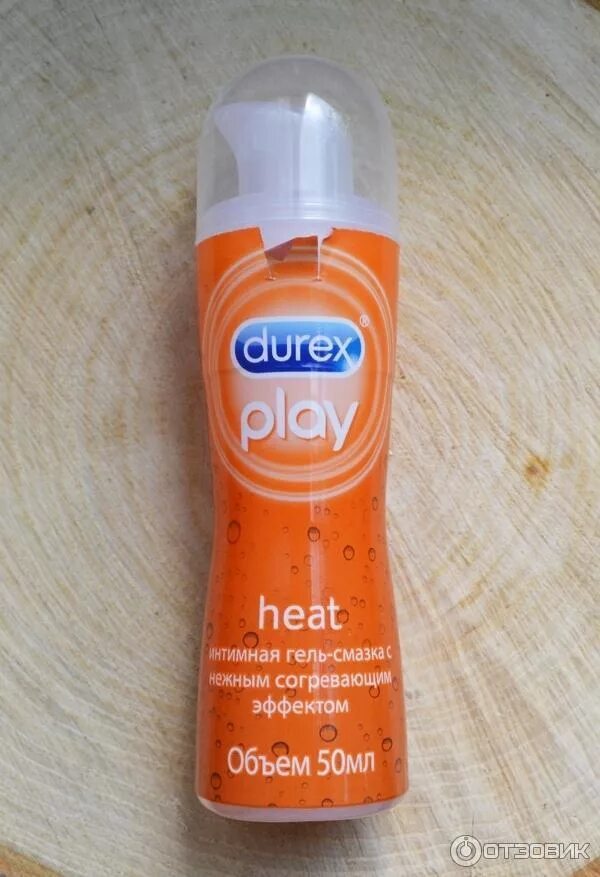 durex®
play
heat
интимная гель-смазка с
нежным согревающим
эффектом
Объем 50мл
ОТЗОВИК